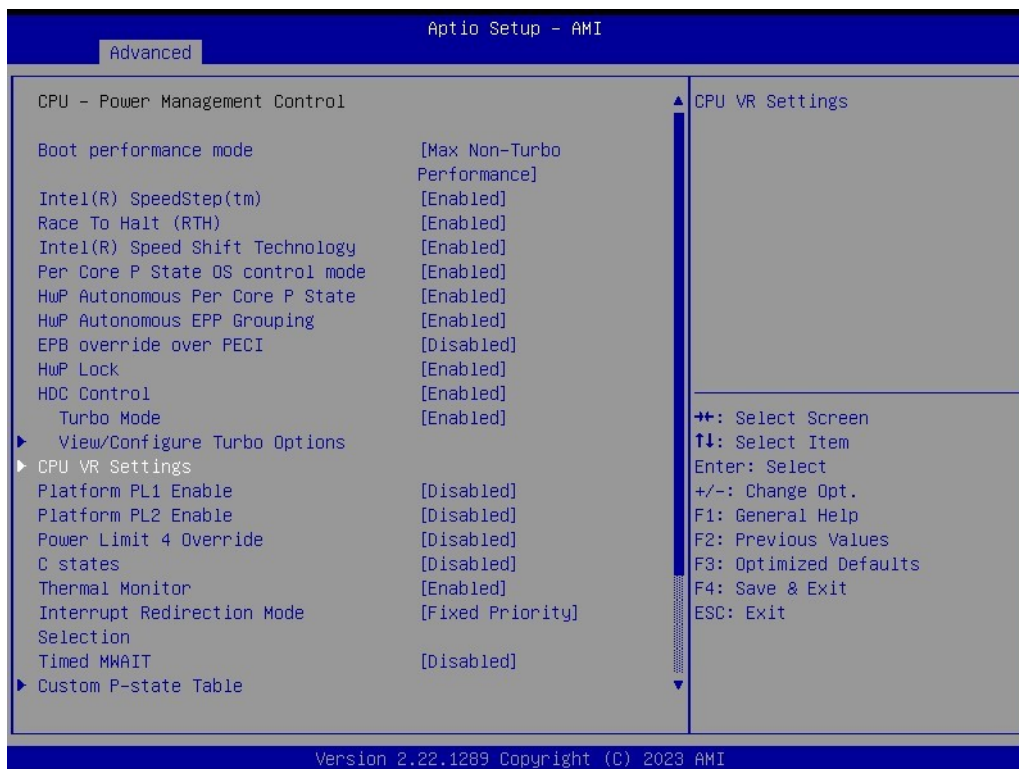 Aptio Setup - AMI
Advanced
CPU - Power Management Control
Boot performance mode [Max Non-Turbo
Performance]
Intel(R) SpeedStep(tm) [Enabled]
Race To Halt (RTH) [Enabled]
Intel(R) Speed Shift Technology [Enabled]
Per Core P State OS control mode [Enabled]
HwP Autonomous Per Core P State [Enabled]
HwP Autonomous EPP Grouping [Enabled]
EPB override over PECI [Disabled]
HwP Lock [Enabled]
HDC Control [Enabled]
Turbo Mode [Enabled]
View/Configure Turbo Options
CPU VR Settings
Platform PL1 Enable [Disabled]
Platform PL2 Enable [Disabled]
Power Limit 4 Override [Disabled]
C states [Disabled]
Thermal Monitor [Enabled]
Interrupt Redirection Mode [Fixed Priority]
Selection
Timed MWAIT [Disabled]
Custom P-state Table
CPU VR Settings
→←: Select Screen
↑↓: Select Item
Enter: Select
+/-: Change Opt.
F1: General Help
F2: Previous Values
F3: Optimized Defaults
F4: Save & Exit
ESC: Exit
Version 2.22.1289 Copyright (C) 2023 AMI